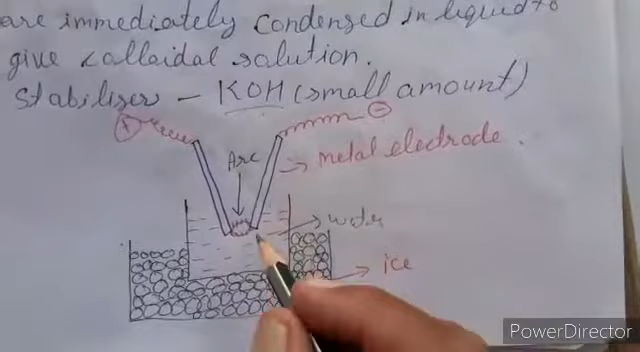 are immediately condensed in liquid to
give colloidal solution.
Stabiliser - KOH (small amount)
+
-
Arc
metal electrode.
water
ice
PowerDirector